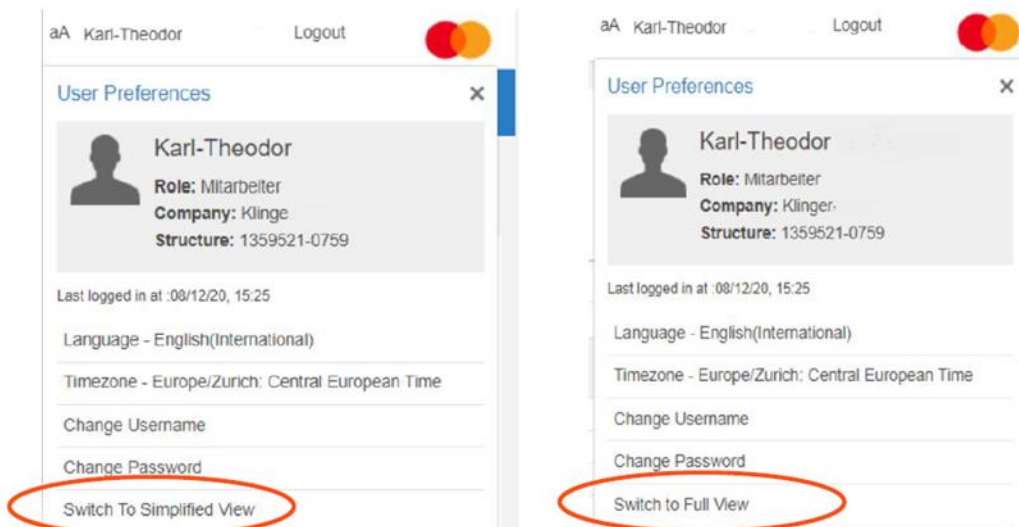 aA Karl-Theodor Logout
User Preferences ×
Karl-Theodor
Role: Mitarbeiter
Company: Klinge
Structure: 1359521-0759
Last logged in at :08/12/20, 15:25
Language - English(International)
Timezone - Europe/Zurich: Central European Time
Change Username
Change Password
Switch To Simplified View
aA Karl-Theodor Logout
User Preferences ×
Karl-Theodor
Role: Mitarbeiter
Company: Klinger
Structure: 1359521-0759
Last logged in at :08/12/20, 15:25
Language - English(International)
Timezone - Europe/Zurich: Central European Time
Change Username
Change Password
Switch to Full View